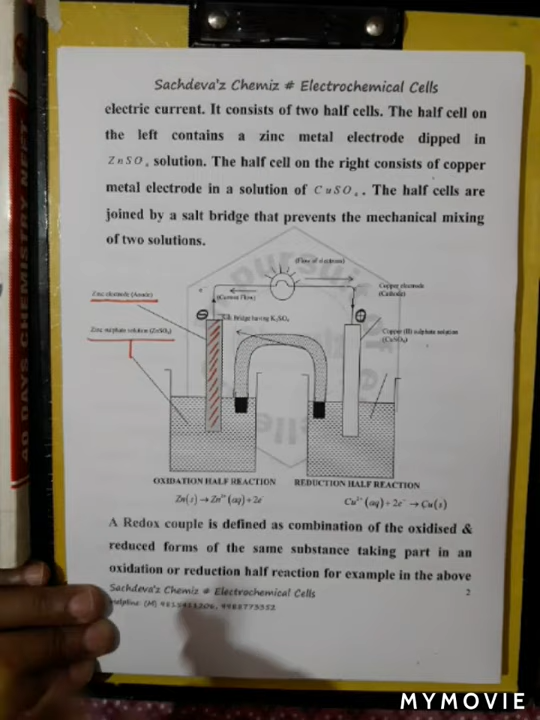 Sachdeva'z Chemiz # Electrochemical Cells
electric current. It consists of two half cells. The half cell on
the left contains a zinc metal electrode dipped in
ZnSO₄ solution. The half cell on the right consists of copper
metal electrode in a solution of CuSO₄. The half cells are
joined by a salt bridge that prevents the mechanical mixing
of two solutions.
(Flow of electrons)
Zinc electrode (Anode)
(Current Flow)
Copper electrode
(Cathode)
Salt Bridge having K₂SO₄
Zinc sulphate solution (ZnSO₄)
Copper (II) sulphate solution
(CuSO₄)
OXIDATION HALF REACTION
REDUCTION HALF REACTION
Zn(s) → Zn²⁺(aq) + 2e⁻
Cu²⁺(aq) + 2e⁻ → Cu(s)
A Redox couple is defined as combination of the oxidised &
reduced forms of the same substance taking part in an
oxidation or reduction half reaction for example in the above
Sachdeva'z Chemiz # Electrochemical Cells
2
Helpline: (M)
40 DAYS CHEMISTRY NEET
MYMOVIE